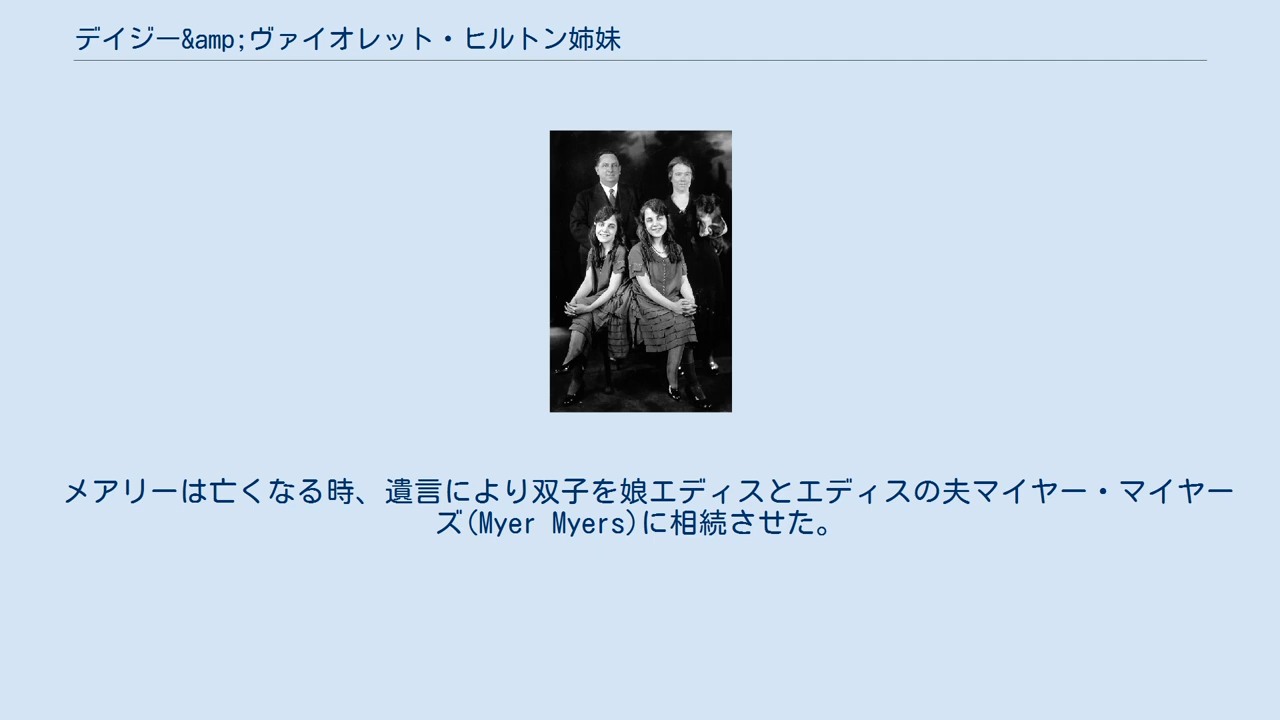 デイジー&amp;ヴァイオレット・ヒルトン姉妹
メアリーは亡くなる時、遺言により双子を娘エディスとエディスの夫マイヤー・マイヤー
ズ(Myer Myers)に相続させた。